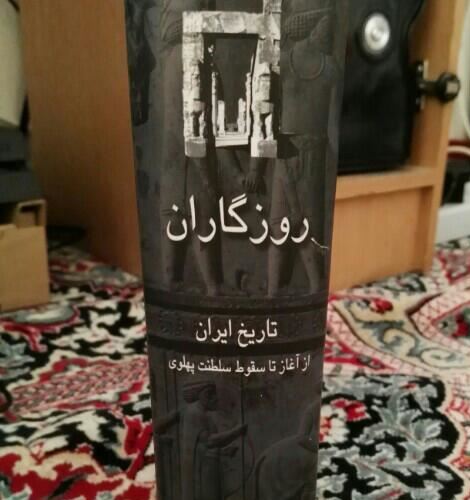 روزگاران
تاریخ ایران
از آغاز تا سقوط سلطنت پهلوی